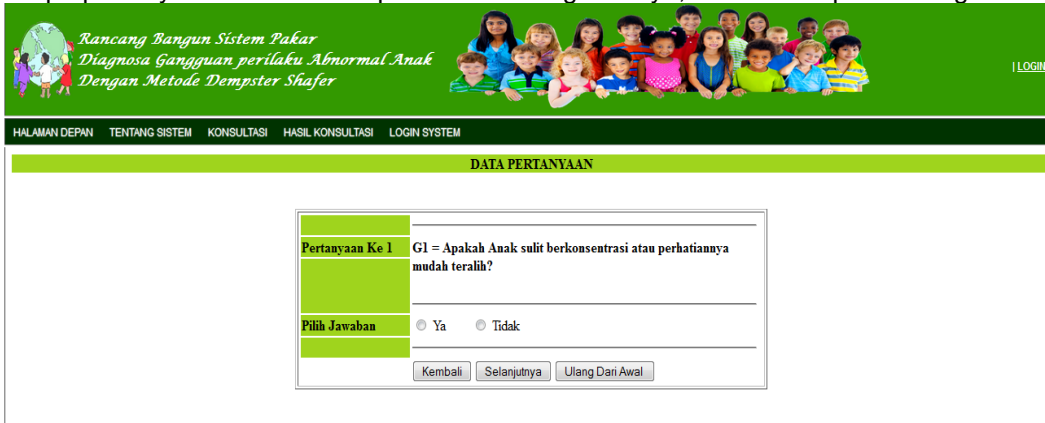 Rancang Bangun Sistem Pakar
Diagnosa Gangguan perilaku Abnormal Anak
Dengan Metode Dempster Shafer
| LOGIN
HALAMAN DEPAN TENTANG SISTEM KONSULTASI HASIL KONSULTASI LOGIN SYSTEM
DATA PERTANYAAN
Pertanyaan Ke 1 G1 = Apakah Anak sulit berkonsentrasi atau perhatiannya
mudah teralih?
Pilih Jawaban Ya Tidak
Kembali Selanjutnya Ulang Dari Awal